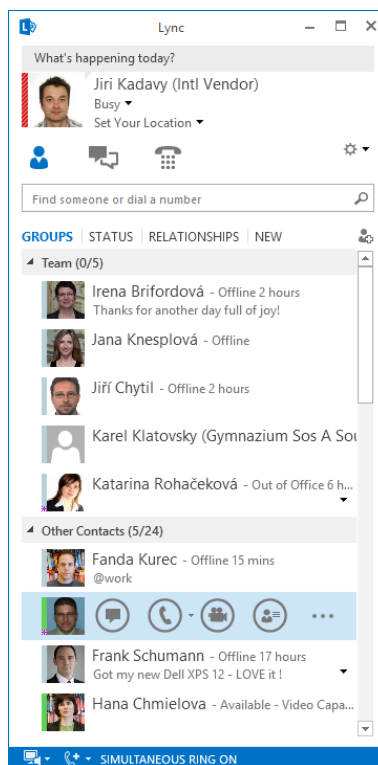 Lync
What's happening today?
Jiri Kadavy (Intl Vendor)
Busy
Set Your Location
Find someone or dial a number
GROUPS STATUS RELATIONSHIPS NEW
Team (0/5)
Irena Brifordová - Offline 2 hours
Thanks for another day full of joy!
Jana Knesplová - Offline
Jiří Chytil - Offline 2 hours
Karel Klatovsky (Gymnazium Sos A Sou
Katarina Rohačeková - Out of Office 6 h...
Other Contacts (5/24)
Fanda Kurec - Offline 15 mins
@work
Frank Schumann - Offline 17 hours
Got my new Dell XPS 12 - LOVE it !
Hana Chmielova - Available - Video Capa...
SIMULTANEOUS RING ON